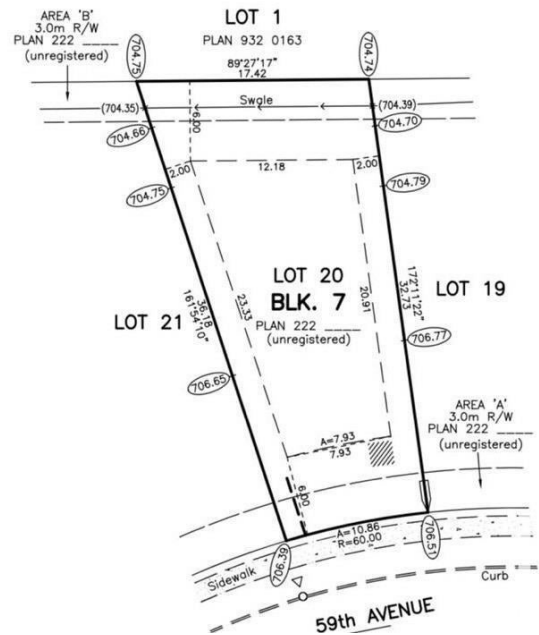 AREA 'B'
3.0m R/W
PLAN 222 ____
(unregistered)
LOT 1
PLAN 932 0163
89°27'17"
17.42
704.75
704.74
(704.35)
Swale
(704.39)
704.66
6.00
704.70
2.00
12.18
2.00
704.75
704.79
LOT 20
BLK. 7
PLAN 222 ____
(unregistered)
23.33
20.91
36.18
161°54'10"
172°11'22"
32.73
LOT 21
LOT 19
706.77
706.65
AREA 'A'
3.0m R/W
PLAN 222 ____
(unregistered)
A=7.93
7.93
6.00
A=10.86
R=60.00
706.39
706.51
Sidewalk
Curb
59th AVENUE